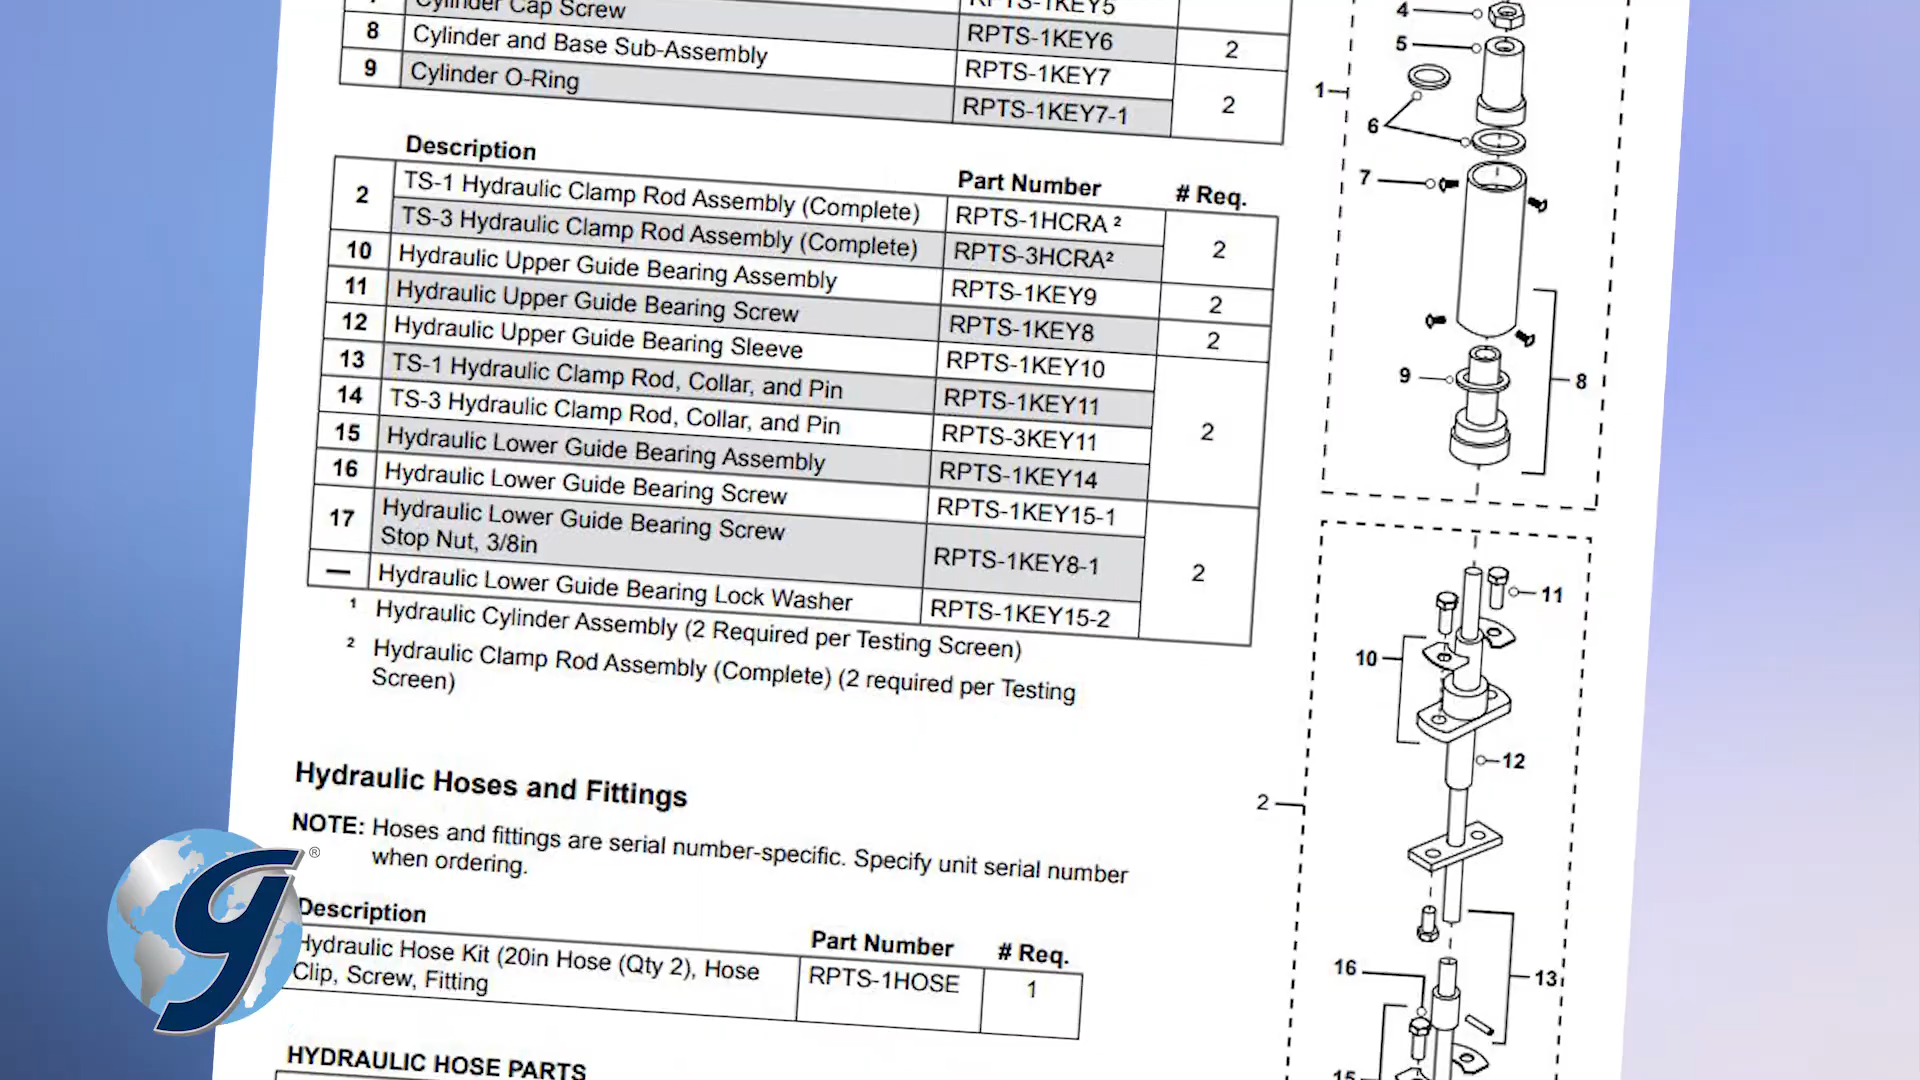 Cylinder Cap Screw RPTS-1KEY5
8 Cylinder and Base Sub-Assembly RPTS-1KEY6 2
9 Cylinder O-Ring RPTS-1KEY7 2
RPTS-1KEY7-1
Description Part Number # Req.
2 TS-1 Hydraulic Clamp Rod Assembly (Complete) RPTS-1HCRA ² 2
TS-3 Hydraulic Clamp Rod Assembly (Complete) RPTS-3HCRA²
10 Hydraulic Upper Guide Bearing Assembly RPTS-1KEY9 2
11 Hydraulic Upper Guide Bearing Screw RPTS-1KEY8 2
12 Hydraulic Upper Guide Bearing Sleeve RPTS-1KEY10 2
13 TS-1 Hydraulic Clamp Rod, Collar, and Pin RPTS-1KEY11
14 TS-3 Hydraulic Clamp Rod, Collar, and Pin RPTS-3KEY11
15 Hydraulic Lower Guide Bearing Assembly RPTS-1KEY14
16 Hydraulic Lower Guide Bearing Screw RPTS-1KEY15-1 2
17 Hydraulic Lower Guide Bearing Screw RPTS-1KEY8-1
Stop Nut, 3/8in
— Hydraulic Lower Guide Bearing Lock Washer RPTS-1KEY15-2
¹ Hydraulic Cylinder Assembly (2 Required per Testing Screen)
² Hydraulic Clamp Rod Assembly (Complete) (2 required per Testing
Screen)
Hydraulic Hoses and Fittings
NOTE: Hoses and fittings are serial number-specific. Specify unit serial number
when ordering.
Description Part Number # Req.
Hydraulic Hose Kit (20in Hose (Qty 2), Hose RPTS-1HOSE 1
Clip, Screw, Fitting
HYDRAULIC HOSE PARTS
4
5
1
6
7
9
8
11
10
12
2
16
13
15
g ®